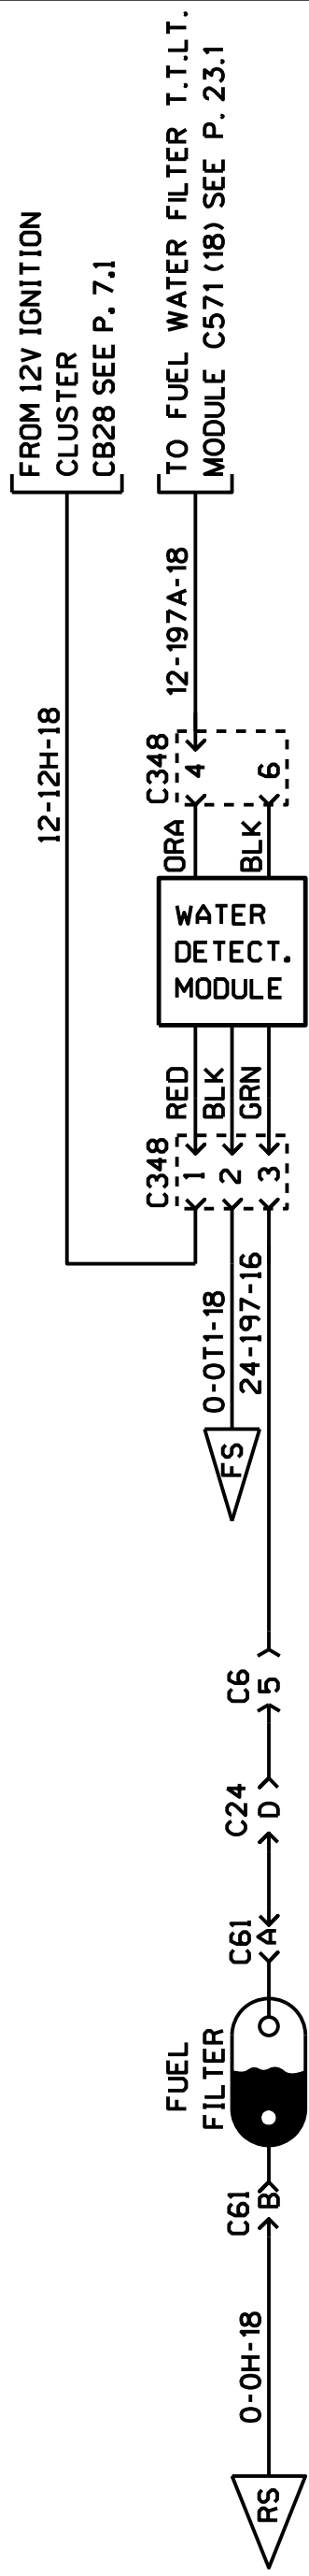 FROM 12V IGNITION
CLUSTER
CB28 SEE P. 7.1
TO FUEL WATER FILTER T.T.LT.
MODULE C571 (18) SEE P. 23.1
12-12H-18
12-197A-18
C348
4
6
ORA
BLK
WATER
DETECT.
MODULE
RED
BLK
GRN
C348
1
2
3
0-0T1-18
24-197-16
FS
C6
5
C24
D
C61
A
FUEL
FILTER
C61
B
0-0H-18
RS